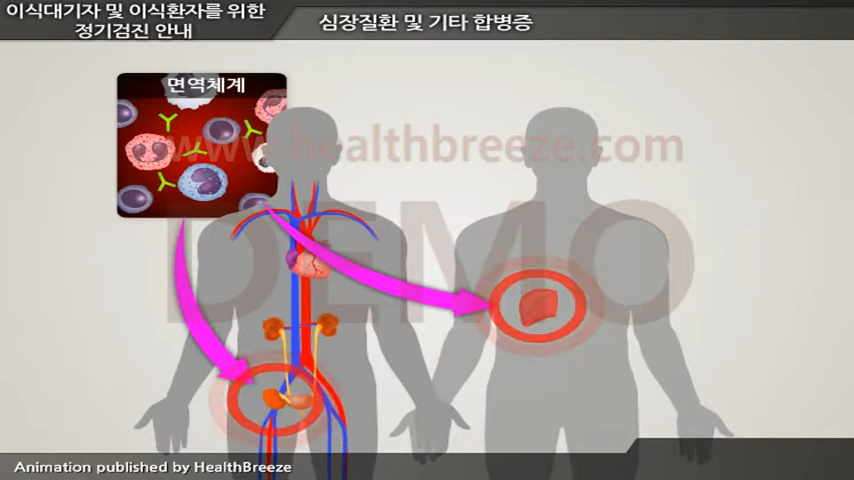 이식대기자 및 이식환자를 위한
정기검진 안내
심장질환 및 기타 합병증
면역체계
www.healthbreeze.com
DEMO
Animation published by HealthBreeze